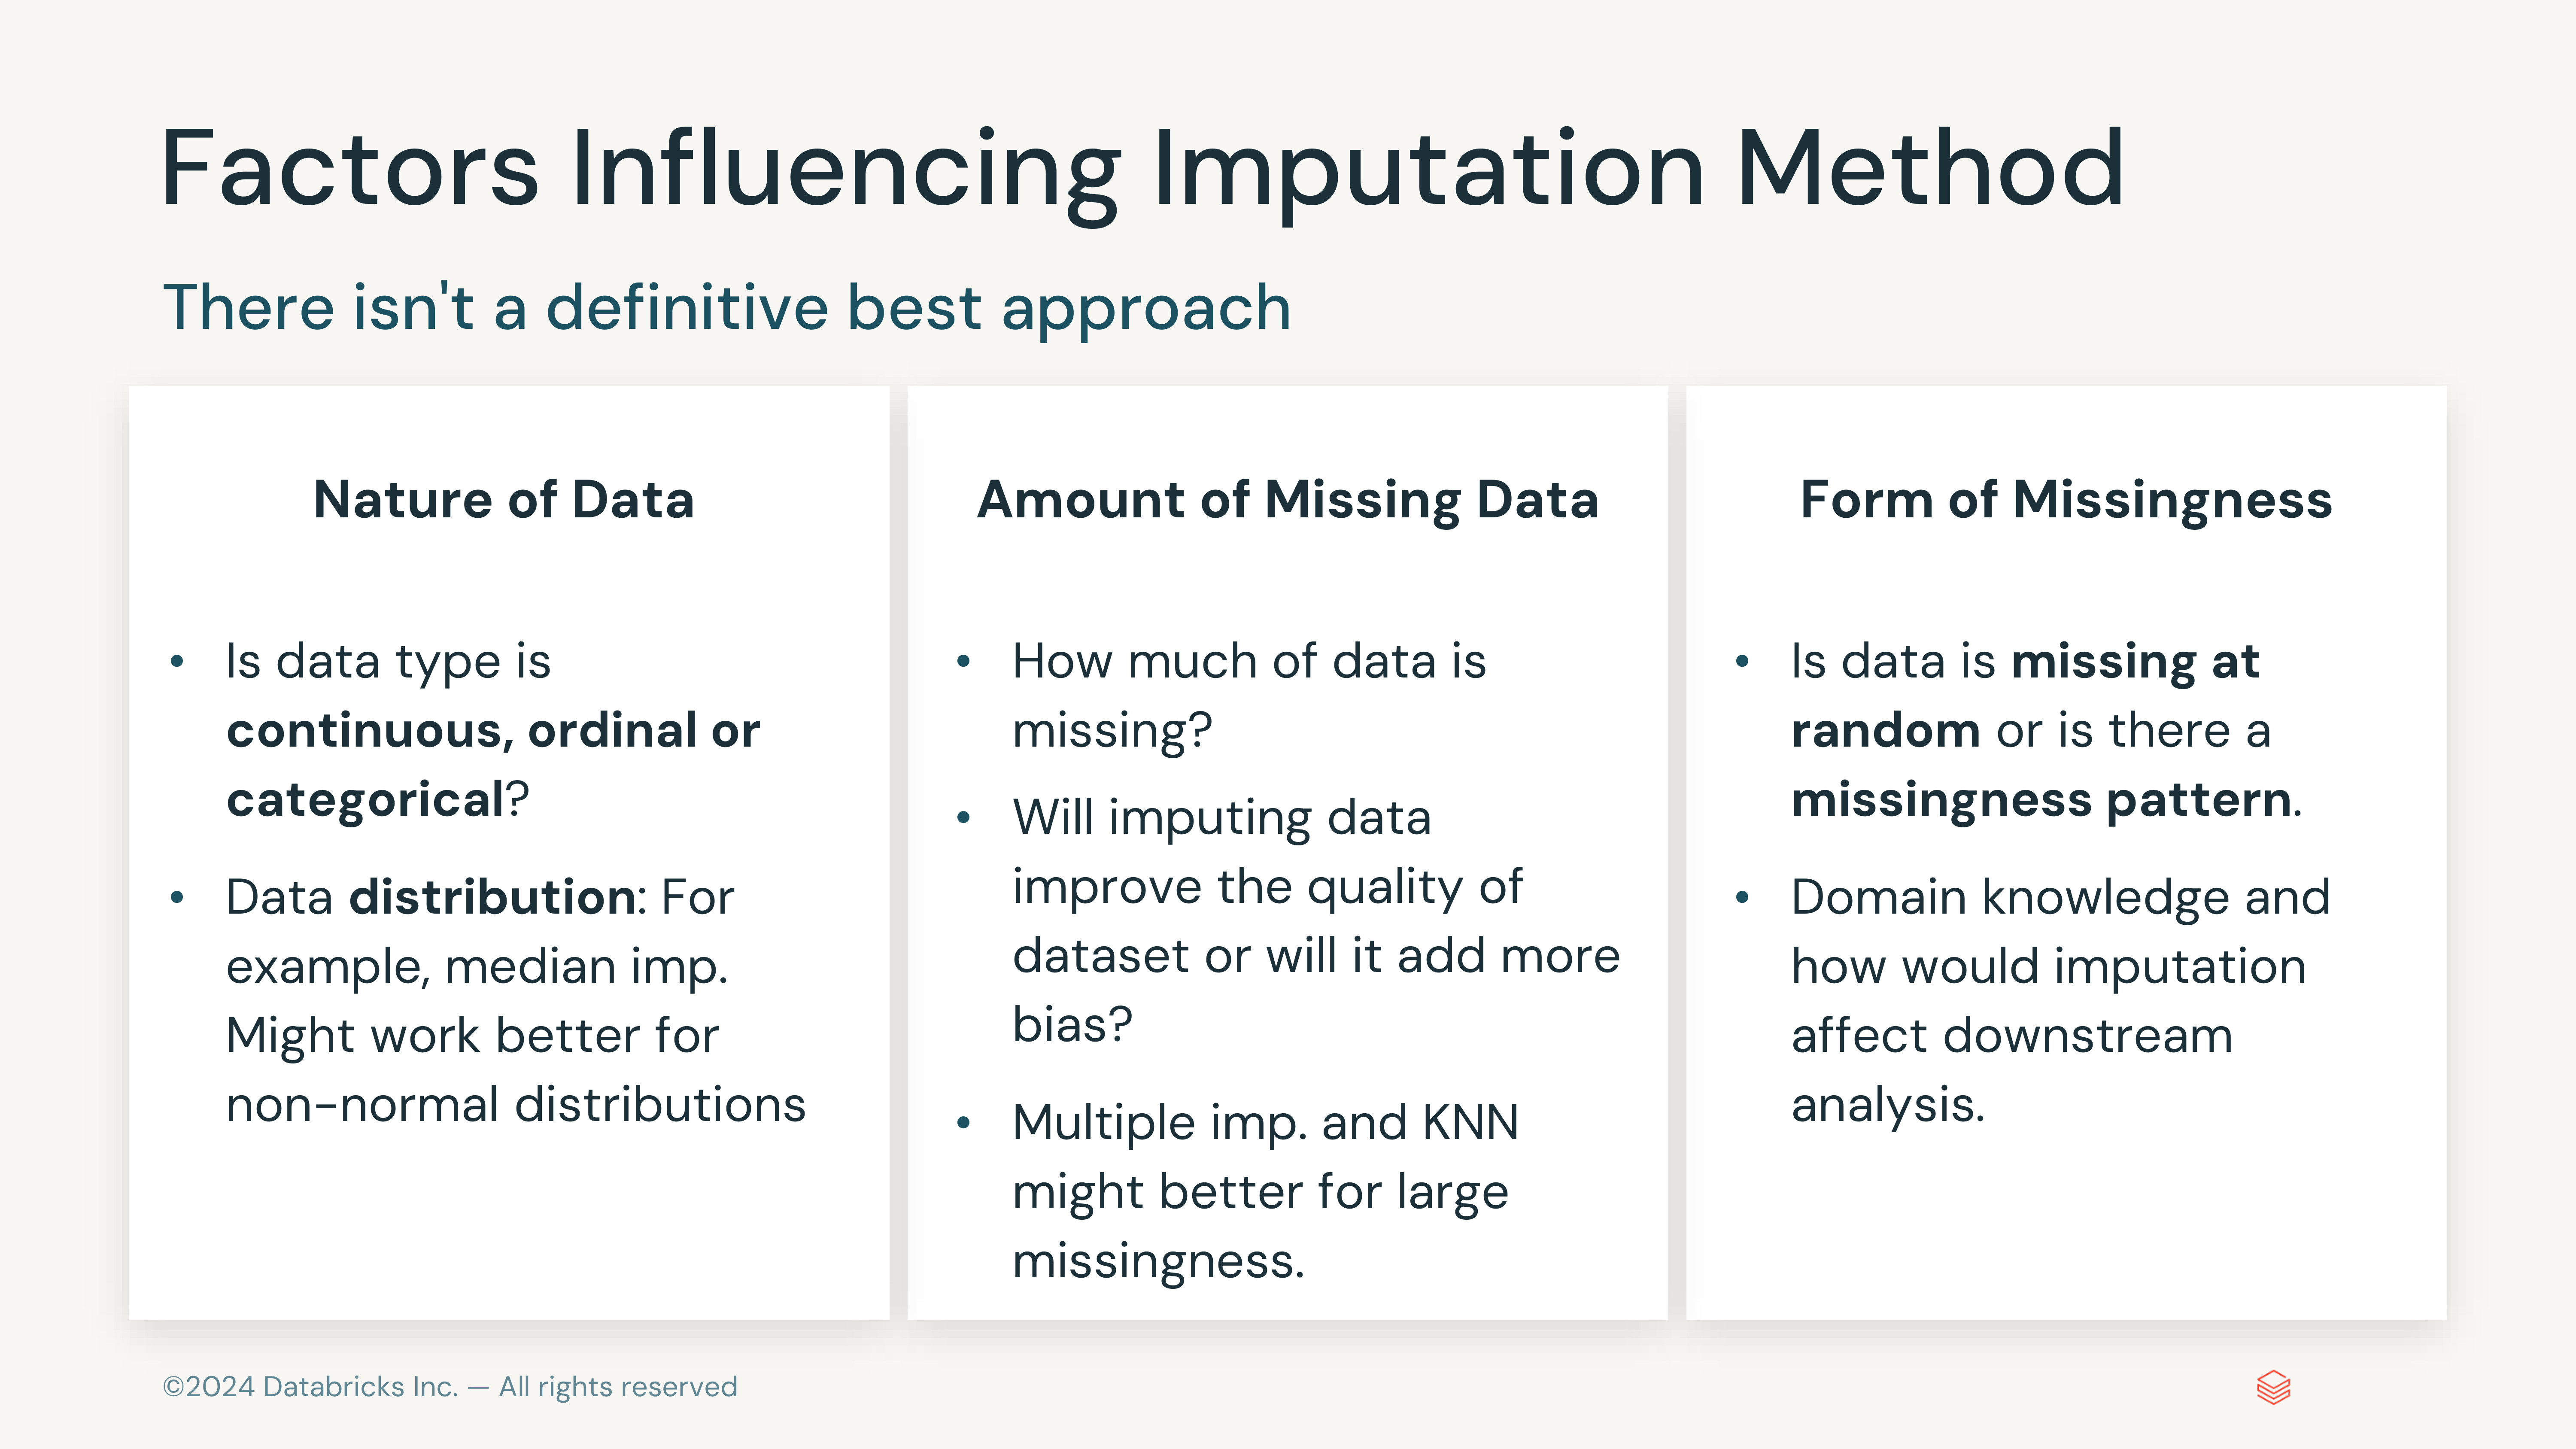 Factors Influencing Imputation Method
There isn't a definitive best approach
Nature of Data
• Is data type is
continuous, ordinal or
categorical?
• Data distribution: For
example, median imp.
Might work better for
non-normal distributions
Amount of Missing Data
• How much of data is
missing?
• Will imputing data
improve the quality of
dataset or will it add more
bias?
• Multiple imp. and KNN
might better for large
missingness.
Form of Missingness
• Is data is missing at
random or is there a
missingness pattern.
• Domain knowledge and
how would imputation
affect downstream
analysis.
©2024 Databricks Inc. — All rights reserved